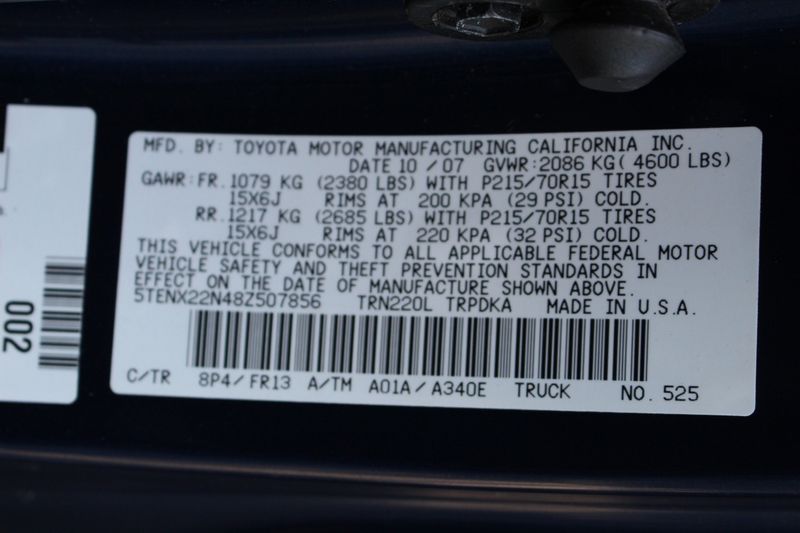 MFD. BY: TOYOTA MOTOR MANUFACTURING CALIFORNIA INC.
DATE 10 / 07 GVWR:2086 KG( 4600 LBS)
GAWR:FR.1079 KG (2380 LBS) WITH P215/70R15 TIRES
15X6J RIMS AT 200 KPA (29 PSI) COLD.
RR.1217 KG (2685 LBS) WITH P215/70R15 TIRES
15X6J RIMS AT 220 KPA (32 PSI) COLD.
THIS VEHICLE CONFORMS TO ALL APPLICABLE FEDERAL MOTOR
VEHICLE SAFETY AND THEFT PREVENTION STANDARDS IN
EFFECT ON THE DATE OF MANUFACTURE SHOWN ABOVE.
5TENX22N48Z507856 TRN220L TRPDKA MADE IN U.S.A.
C/TR 8P4/FR13 A/TM A01A/A340E TRUCK NO. 525
002